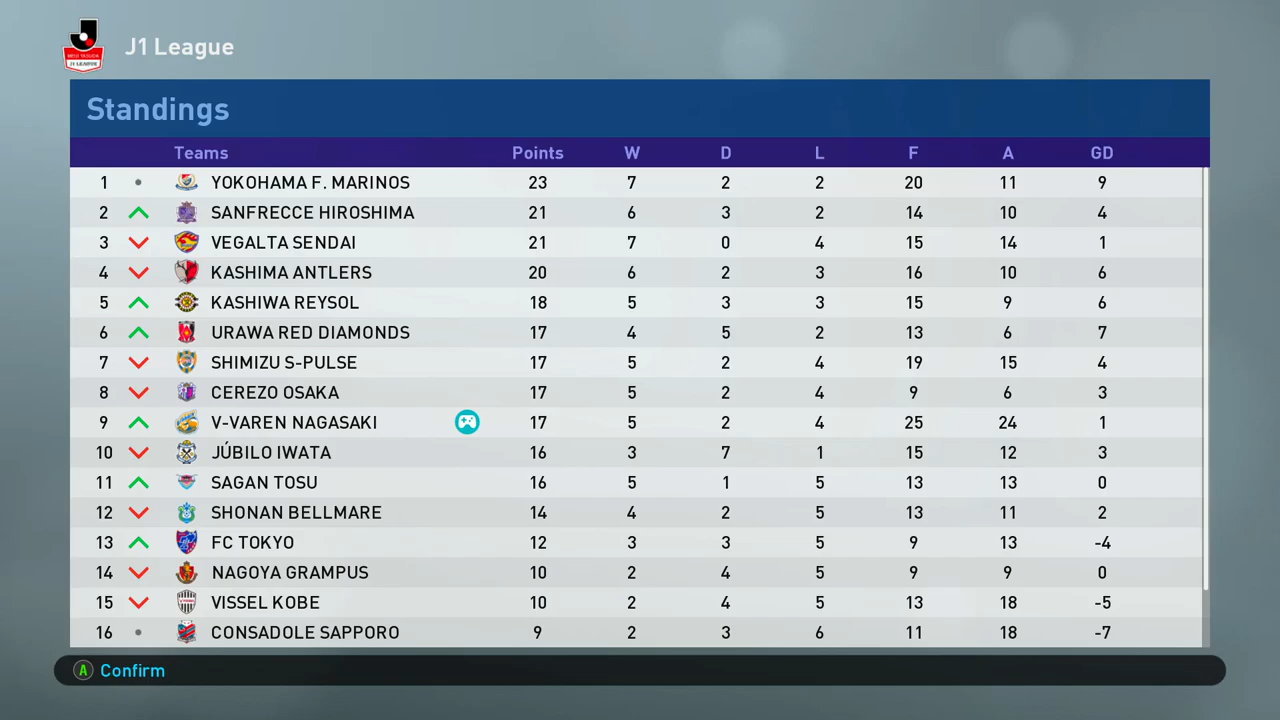 J1 League
Standings
Teams Points W D L F A GD
1 YOKOHAMA F. MARINOS 23 7 2 2 20 11 9
2 SANFRECCE HIROSHIMA 21 6 3 2 14 10 4
3 VEGALTA SENDAI 21 7 0 4 15 14 1
4 KASHIMA ANTLERS 20 6 2 3 16 10 6
5 KASHIWA REYSOL 18 5 3 3 15 9 6
6 URAWA RED DIAMONDS 17 4 5 2 13 6 7
7 SHIMIZU S-PULSE 17 5 2 4 19 15 4
8 CEREZO OSAKA 17 5 2 4 9 6 3
9 V-VAREN NAGASAKI 17 5 2 4 25 24 1
10 JÚBILO IWATA 16 3 7 1 15 12 3
11 SAGAN TOSU 16 5 1 5 13 13 0
12 SHONAN BELLMARE 14 4 2 5 13 11 2
13 FC TOKYO 12 3 3 5 9 13 -4
14 NAGOYA GRAMPUS 10 2 4 5 9 9 0
15 VISSEL KOBE 10 2 4 5 13 18 -5
16 CONSADOLE SAPPORO 9 2 3 6 11 18 -7
A Confirm